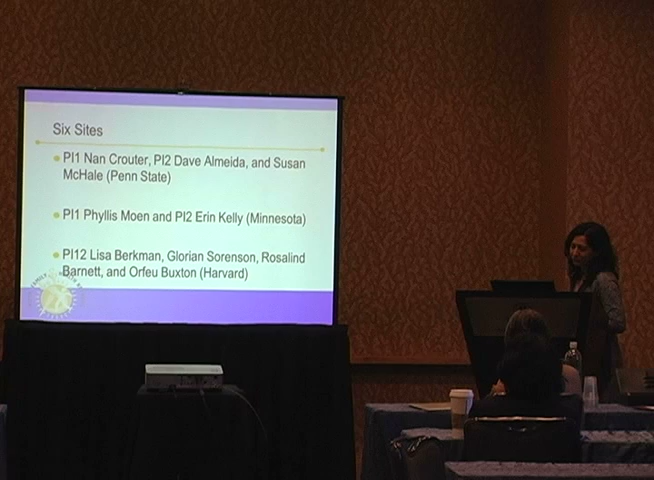 Six Sites
PI1 Nan Crouter, PI2 Dave Almeida, and Susan
McHale (Penn State)
PI1 Phyllis Moen and PI2 Erin Kelly (Minnesota)
PI12 Lisa Berkman, Glorian Sorenson, Rosalind
Barnett, and Orfeu Buxton (Harvard)